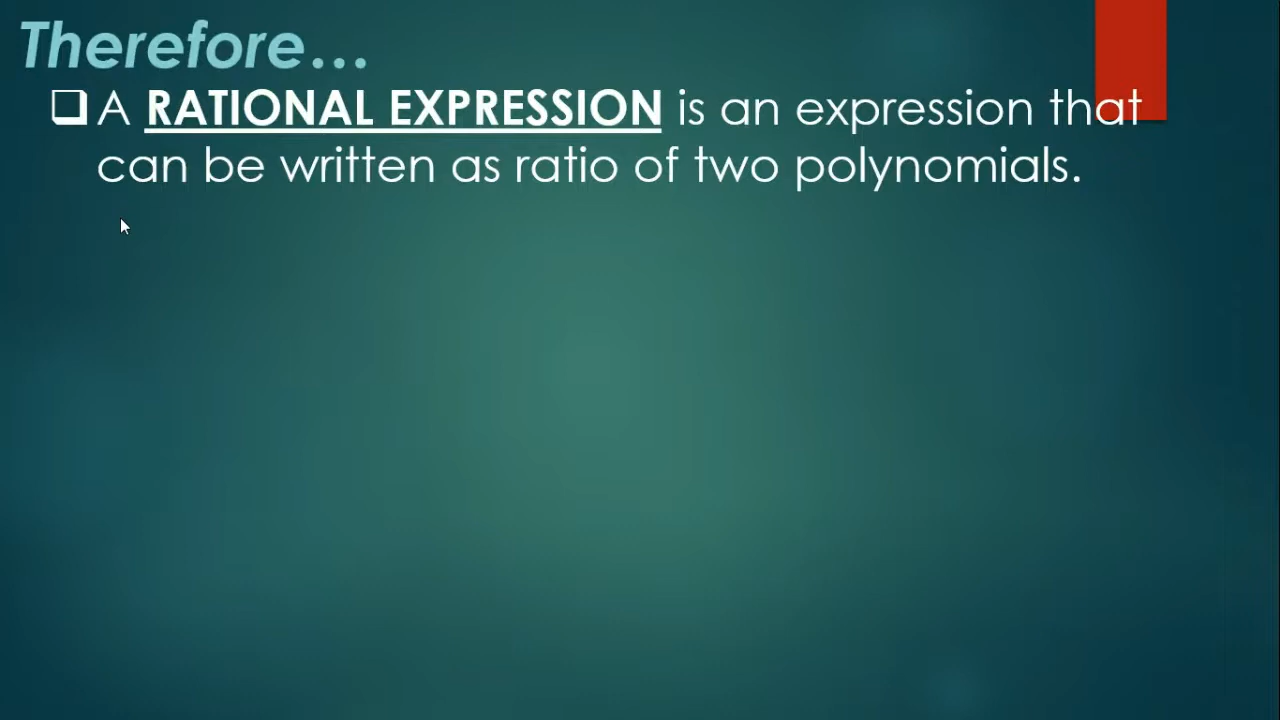 Therefore…
❑ A RATIONAL EXPRESSION is an expression that
can be written as ratio of two polynomials.